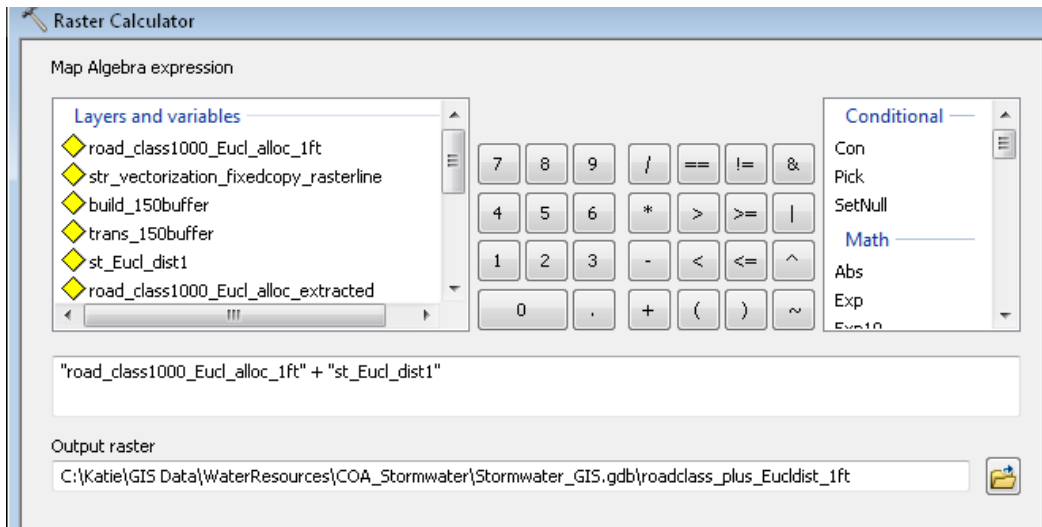 Raster Calculator
Map Algebra expression
Layers and variables
road_class1000_Eucl_alloc_1ft
str_vectorization_fixedcopy_rasterline
build_150buffer
trans_150buffer
st_Eucl_dist1
road_class1000_Eucl_alloc_extracted
7 8 9 / == != &
4 5 6 * > >= |
1 2 3 - < <= ^
0 . + ( ) ~
Conditional
Con
Pick
SetNull
Math
Abs
Exp
Exp10
"road_class1000_Eucl_alloc_1ft" + "st_Eucl_dist1"
Output raster
C:\Katie\GIS Data\WaterResources\COA_Stormwater\Stormwater_GIS.gdb\roadclass_plus_Eucldist_1ft